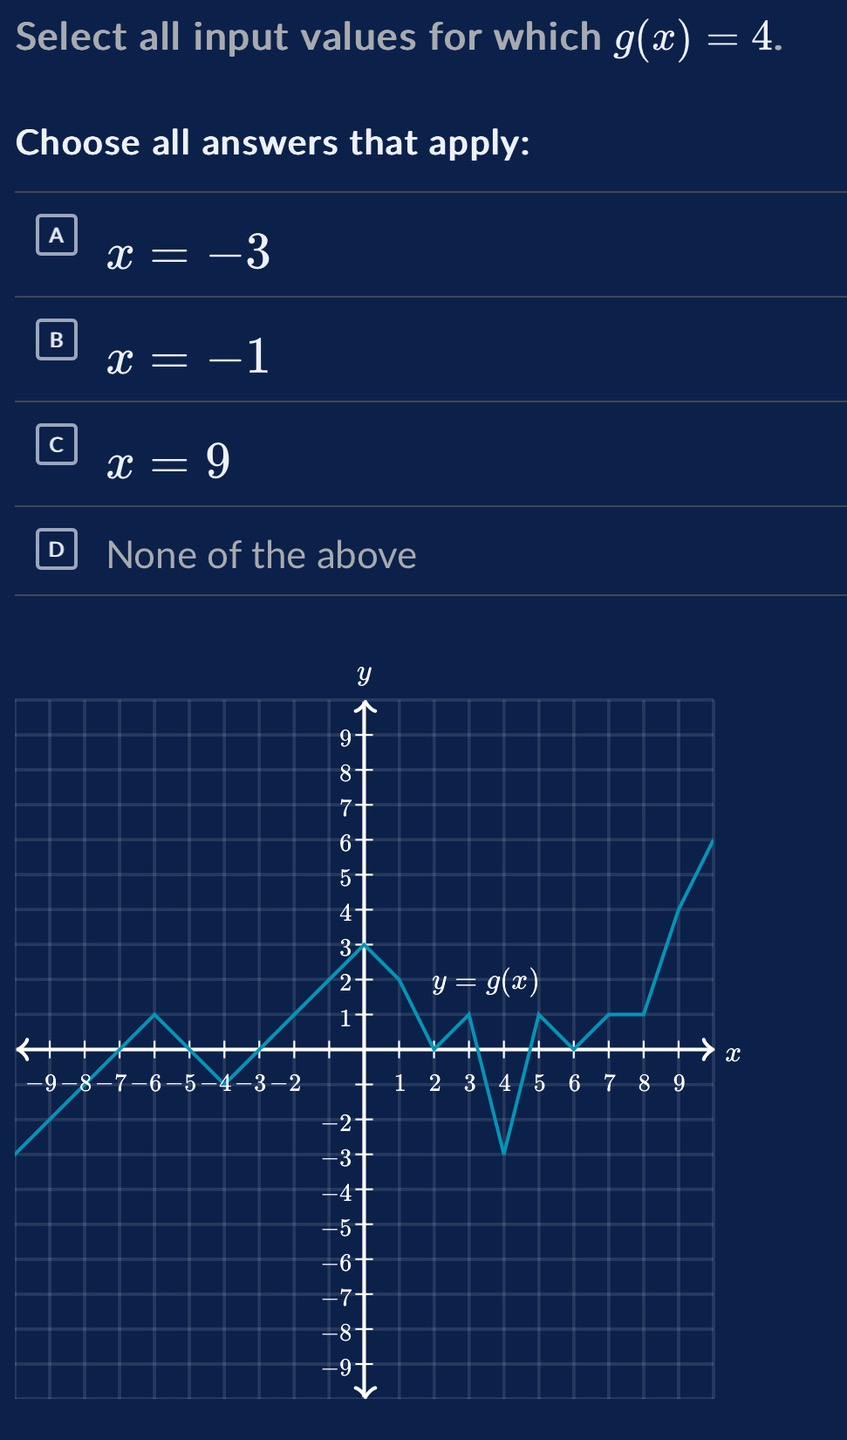 Select all input values for which g(x) = 4.
Choose all answers that apply:
A x = −3
B x = −1
C x = 9
D None of the above
y
9
8
7
6
5
4
3
2
1
y = g(x)
x
−9 −8 −7 −6 −5 −4 −3 −2 1 2 3 4 5 6 7 8 9
−2
−3
−4
−5
−6
−7
−8
−9